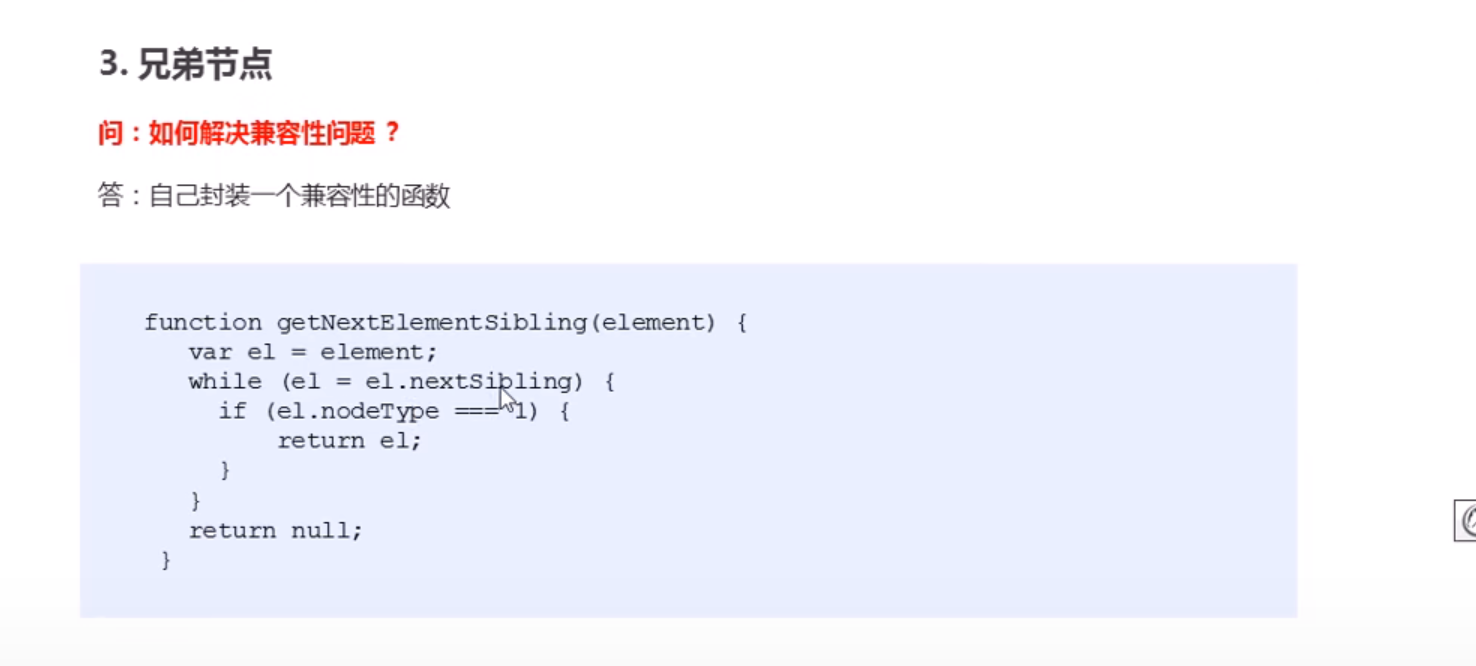 3. 兄弟节点
问：如何解决兼容性问题 ？
答：自己封装一个兼容性的函数
function getNextElementSibling(element) {
var el = element;
while (el = el.nextSibling) {
if (el.nodeType === 1) {
return el;
}
}
return null;
}